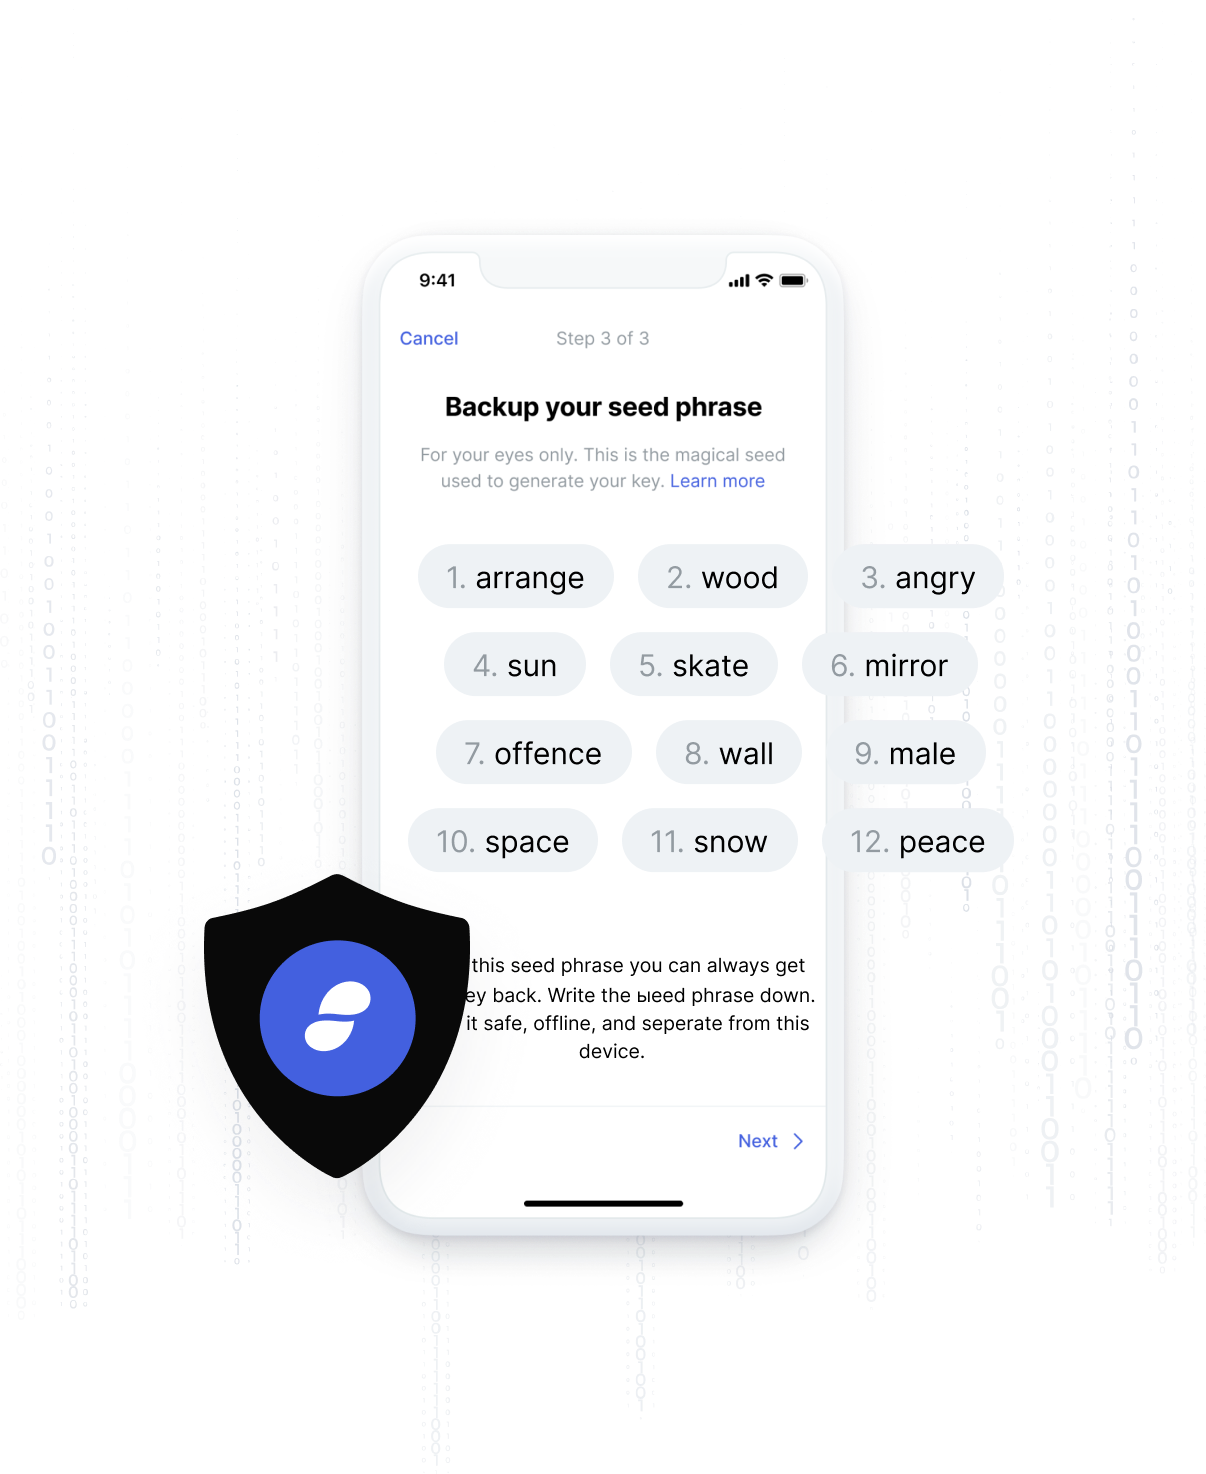 9:41
Cancel Step 3 of 3
Backup your seed phrase
For your eyes only. This is the magical seed
used to generate your key. Learn more
1. arrange 2. wood 3. angry
4. sun 5. skate 6. mirror
7. offence 8. wall 9. male
10. space 11. snow 12. peace
this seed phrase you can always get
ey back. Write the ьieed phrase down.
it safe, offline, and seperate from this
device.
Next